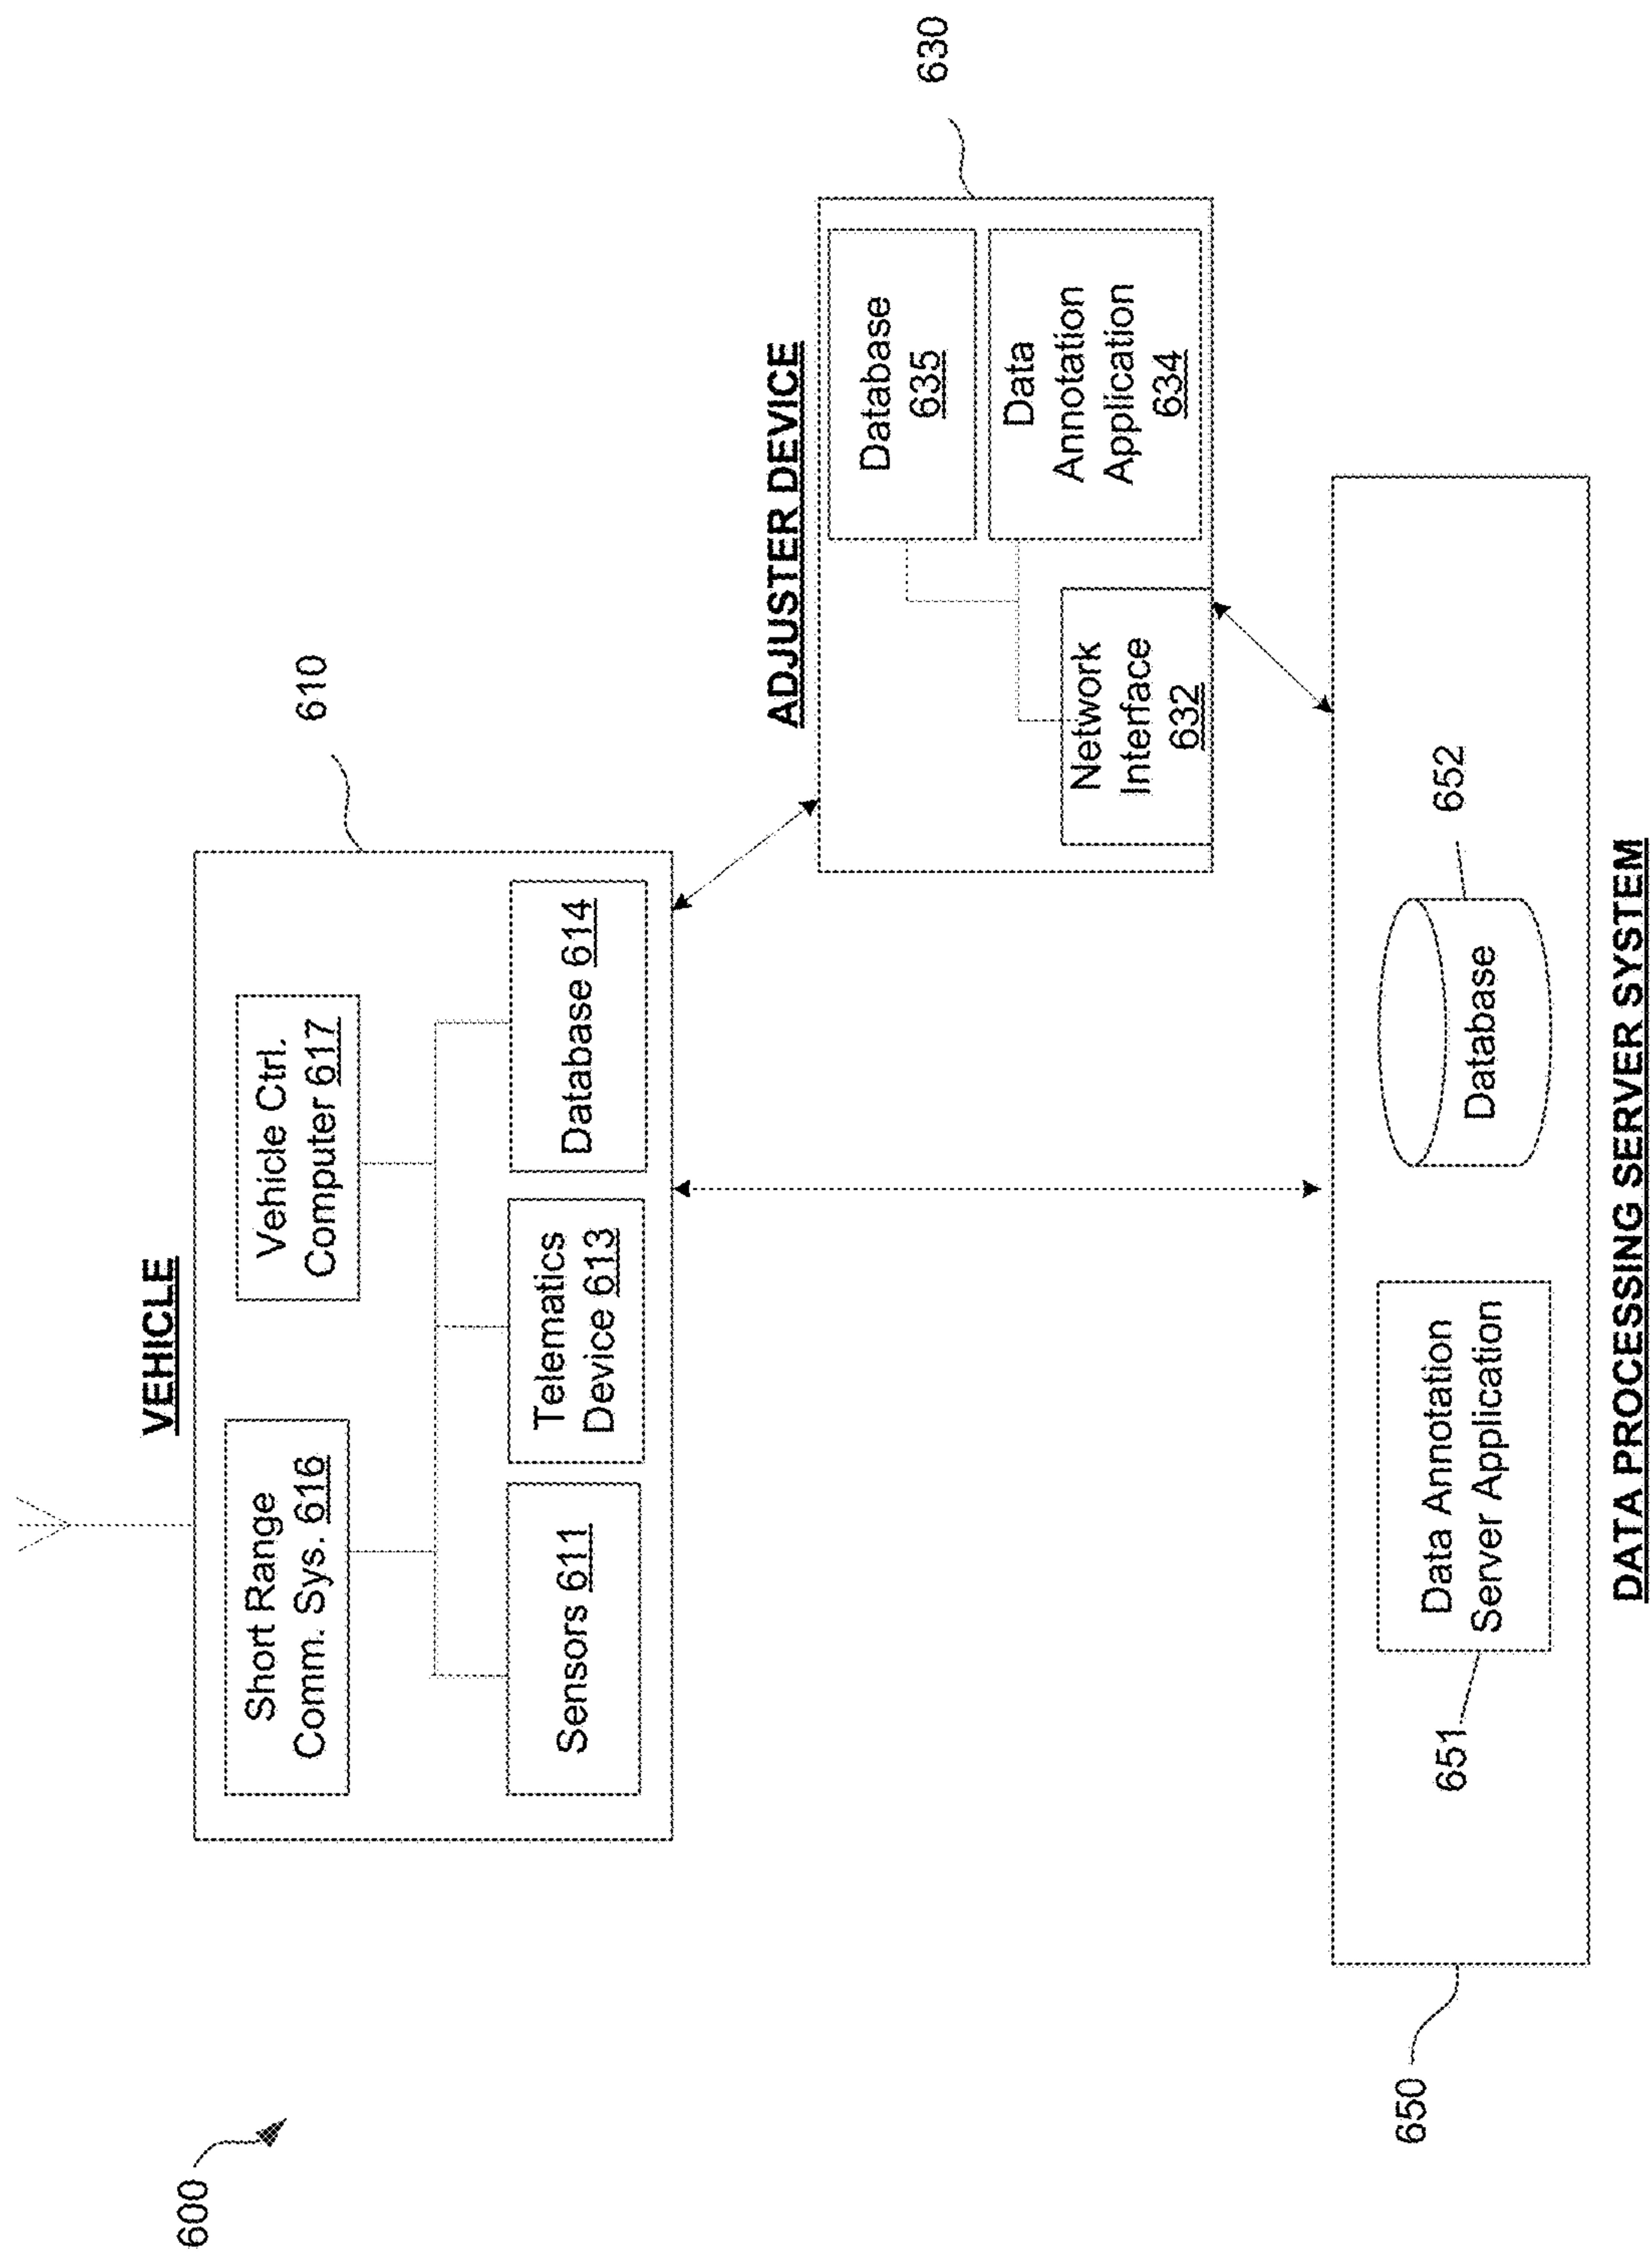 600
VEHICLE
610
Short Range
Comm. Sys. 616
Vehicle Ctrl.
Computer 617
Sensors 611
Telematics
Device 613
Database 614
ADJUSTER DEVICE
630
Database
635
Data
Annotation
Application
634
Network
Interface
632
650
651
Data Annotation
Server Application
Database
652
DATA PROCESSING SERVER SYSTEM